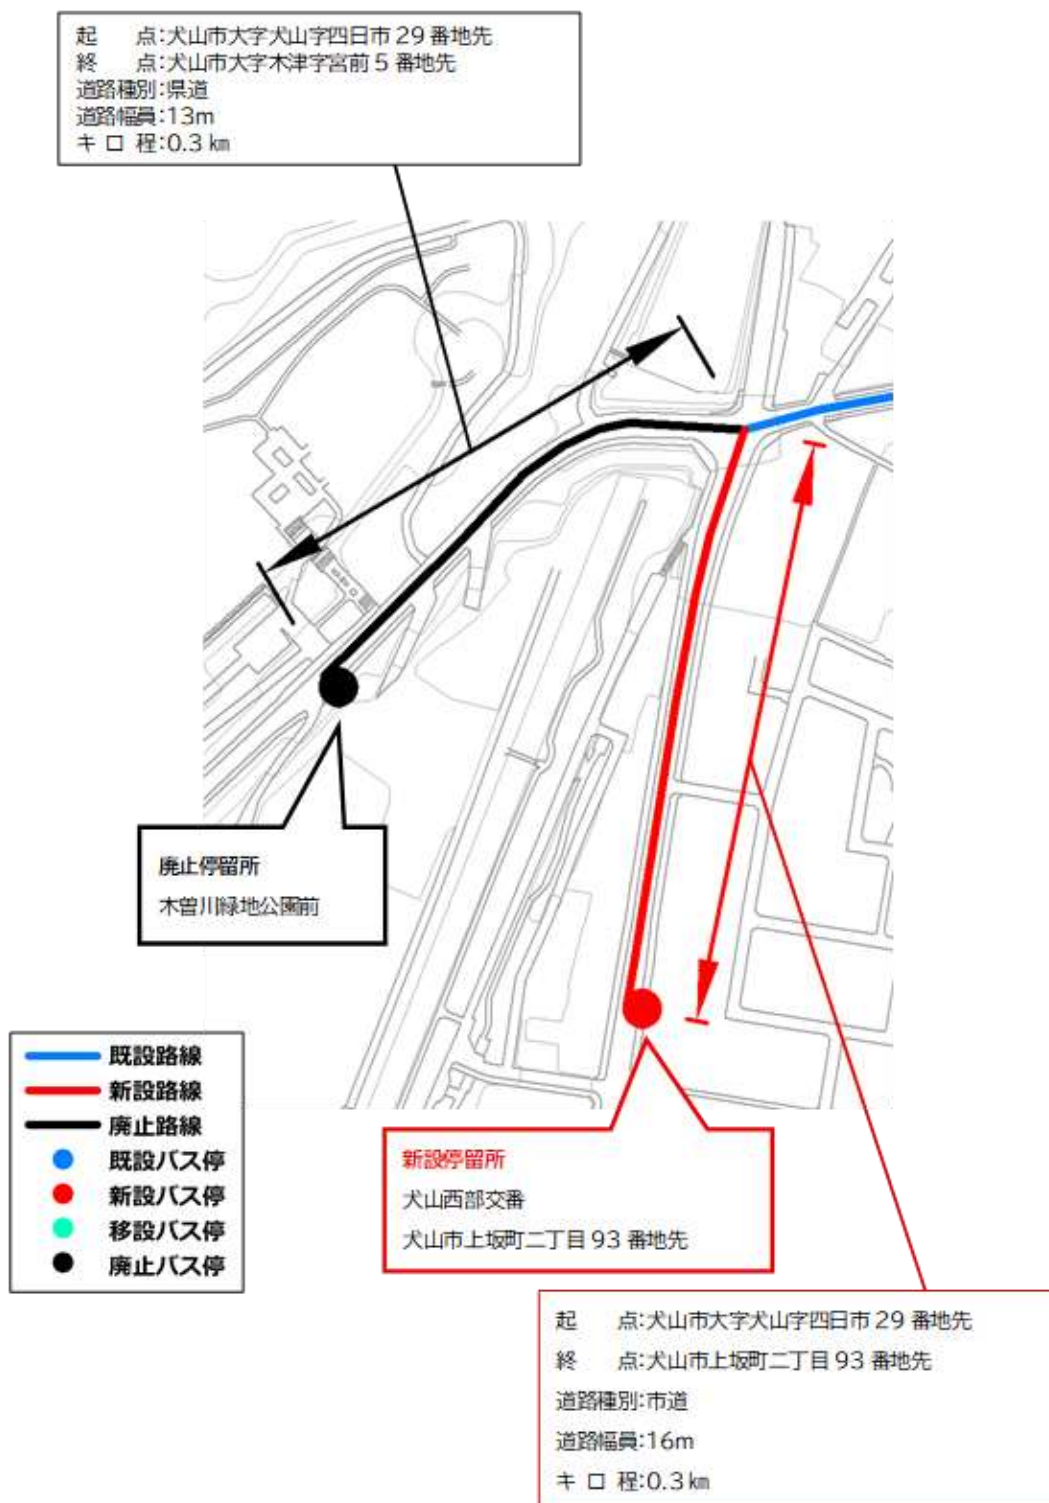 起　　点:犬山市大字犬山字四日市 29 番地先
終　　点:犬山市大字木津字宮前 5 番地先
道路種別:県道
道路幅員:13m
キ ロ 程:0.3 ㎞
廃止停留所
木曽川緑地公園前
既設路線
新設路線
廃止路線
既設バス停
新設バス停
移設バス停
廃止バス停
新設停留所
犬山西部交番
犬山市上坂町二丁目 93 番地先
起　　点:犬山市大字犬山字四日市 29 番地先
終　　点:犬山市上坂町二丁目 93 番地先
道路種別:市道
道路幅員:16m
キ ロ 程:0.3 ㎞